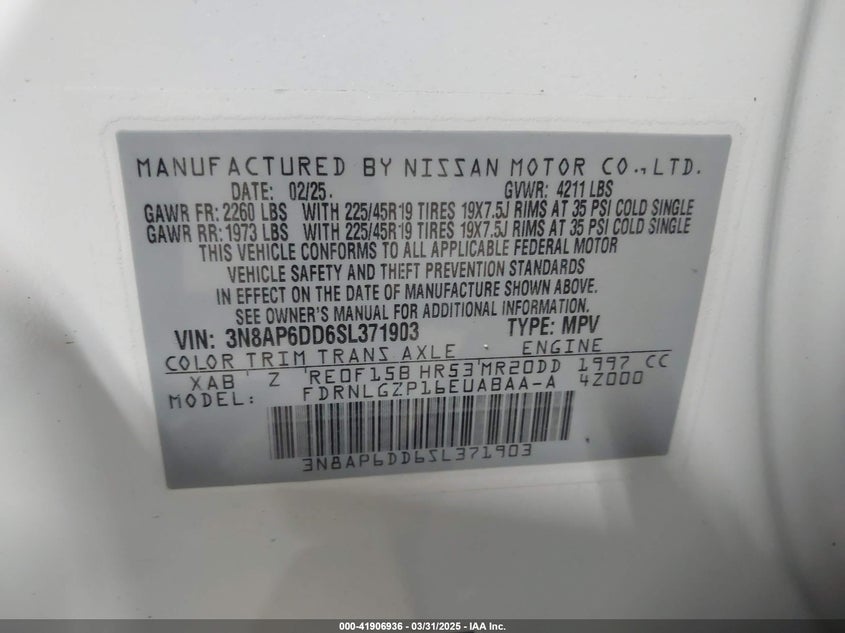 MANUFACTURED BY NISSAN MOTOR CO.,LTD.
DATE: 02/25. GVWR: 4211 LBS
GAWR FR: 2260 LBS WITH 225/45R19 TIRES 19X7.5J RIMS AT 35 PSI COLD SINGLE
GAWR RR: 1973 LBS WITH 225/45R19 TIRES 19X7.5J RIMS AT 35 PSI COLD SINGLE
THIS VEHICLE CONFORMS TO ALL APPLICABLE FEDERAL MOTOR
VEHICLE SAFETY AND THEFT PREVENTION STANDARDS
IN EFFECT ON THE DATE OF MANUFACTURE SHOWN ABOVE.
SEE OWNER'S MANUAL FOR ADDITIONAL INFORMATION.
VIN: 3N8AP6DD6SL371903 TYPE: MPV
COLOR TRIM TRANS AXLE ENGINE
XAB' Z 'RE0F15B HR53'MR20DD 1997 CC
MODEL: FDRNLGZP16EUABAA-A 4Z000
3N8AP6DD6SL371903
000-41906936 - 03/31/2025 - IAA Inc.